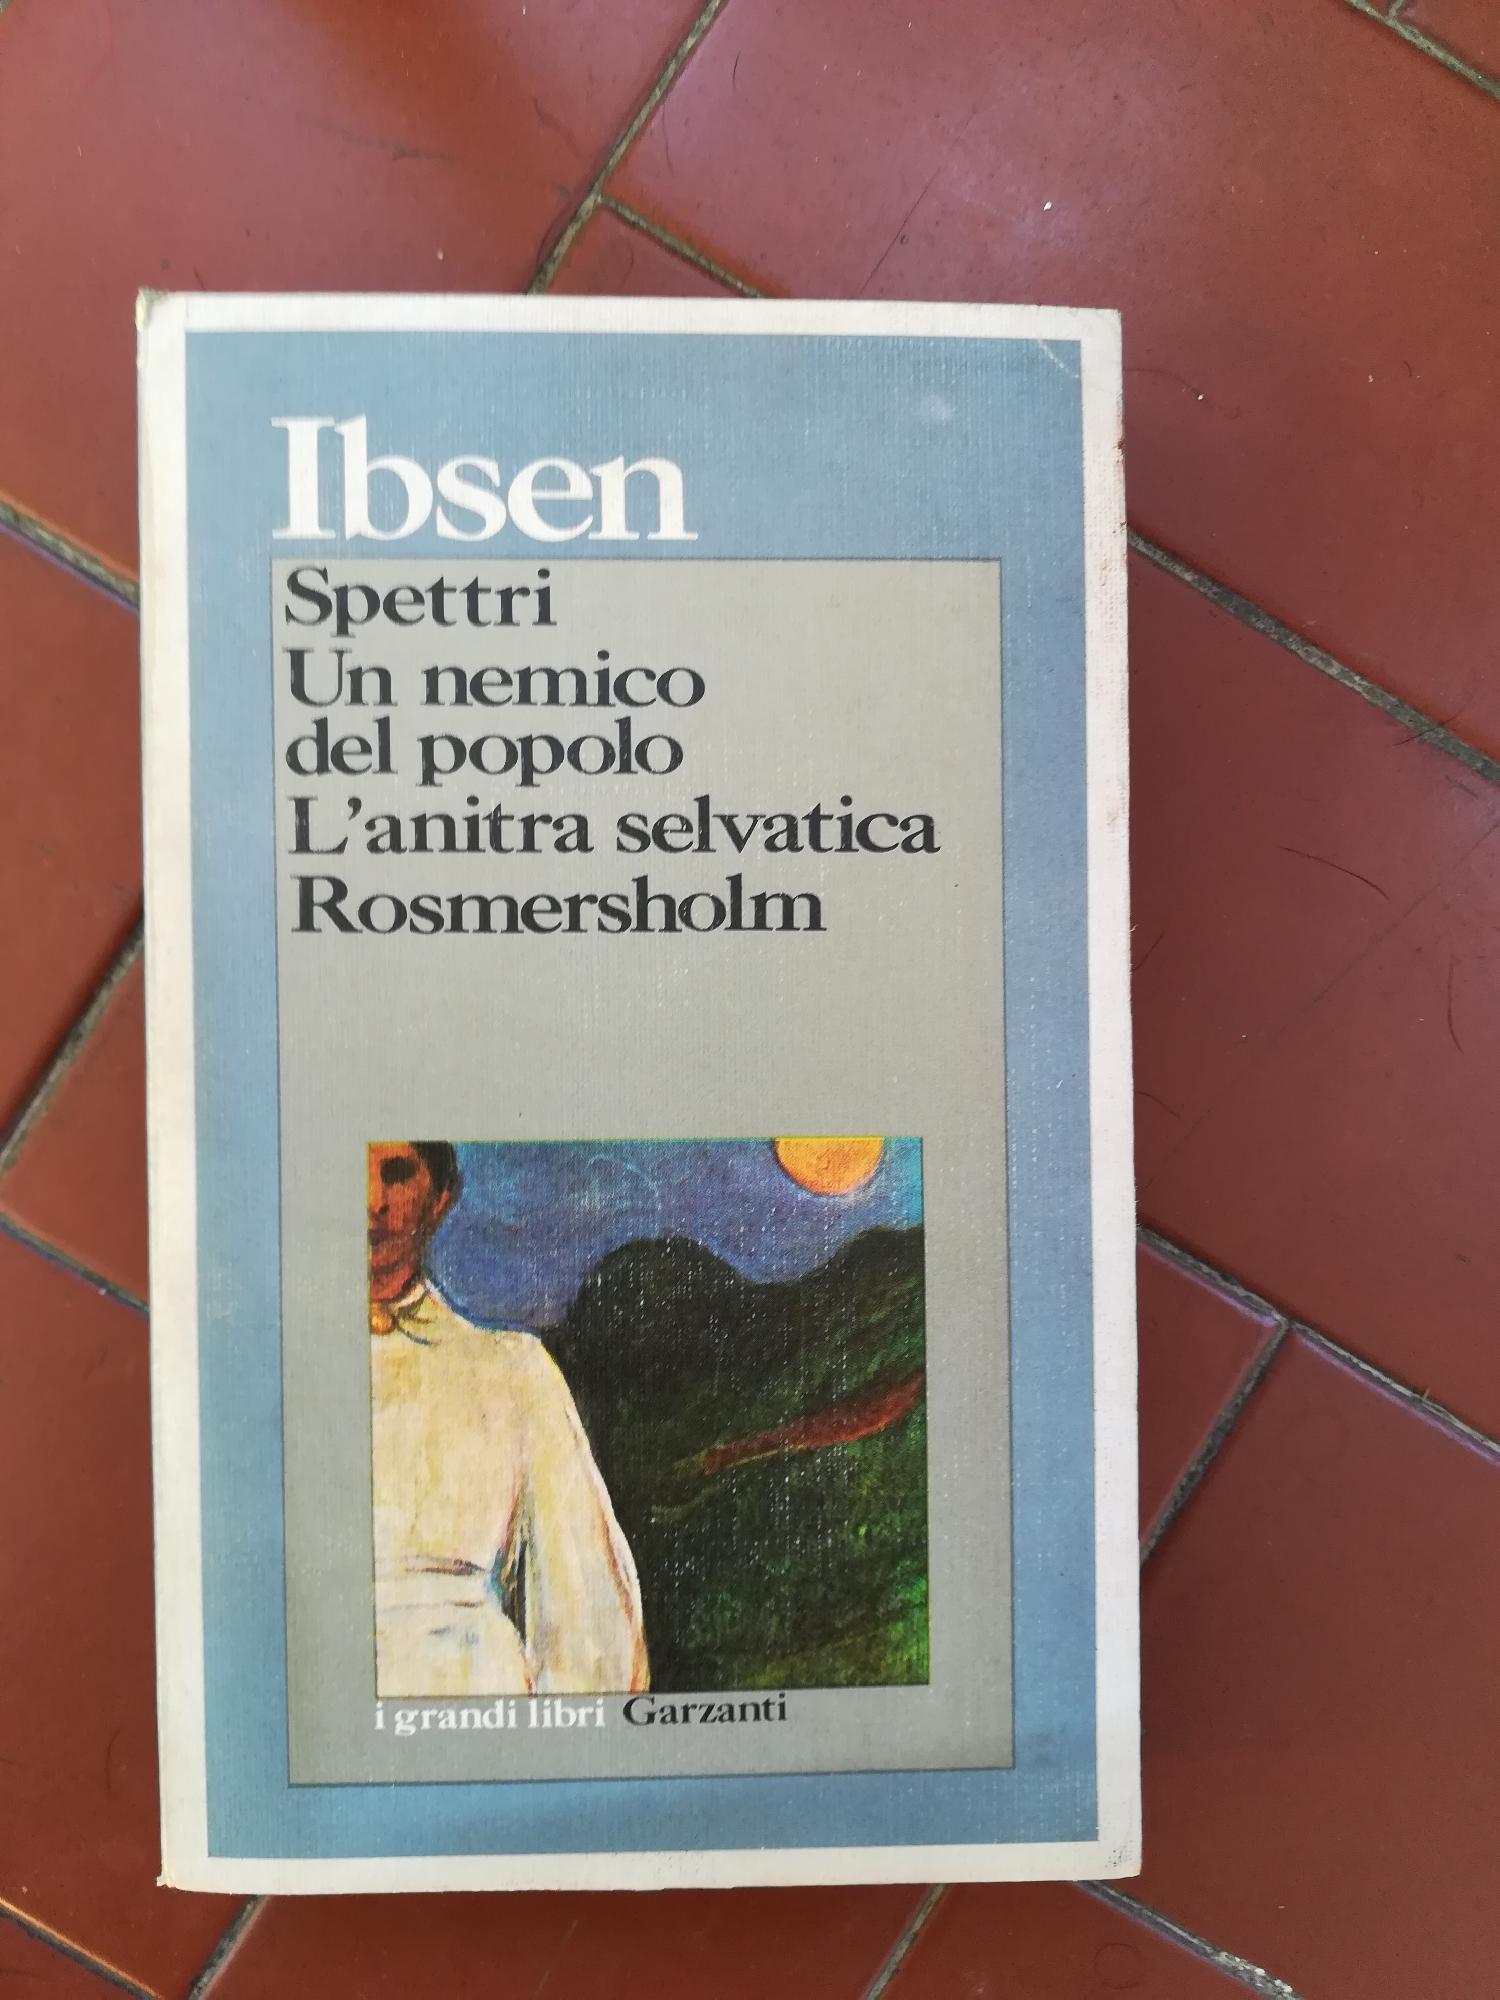 Ibsen
Spettri
Un nemico
del popolo
L'anitra selvatica
Rosmersholm
i grandi libri Garzanti